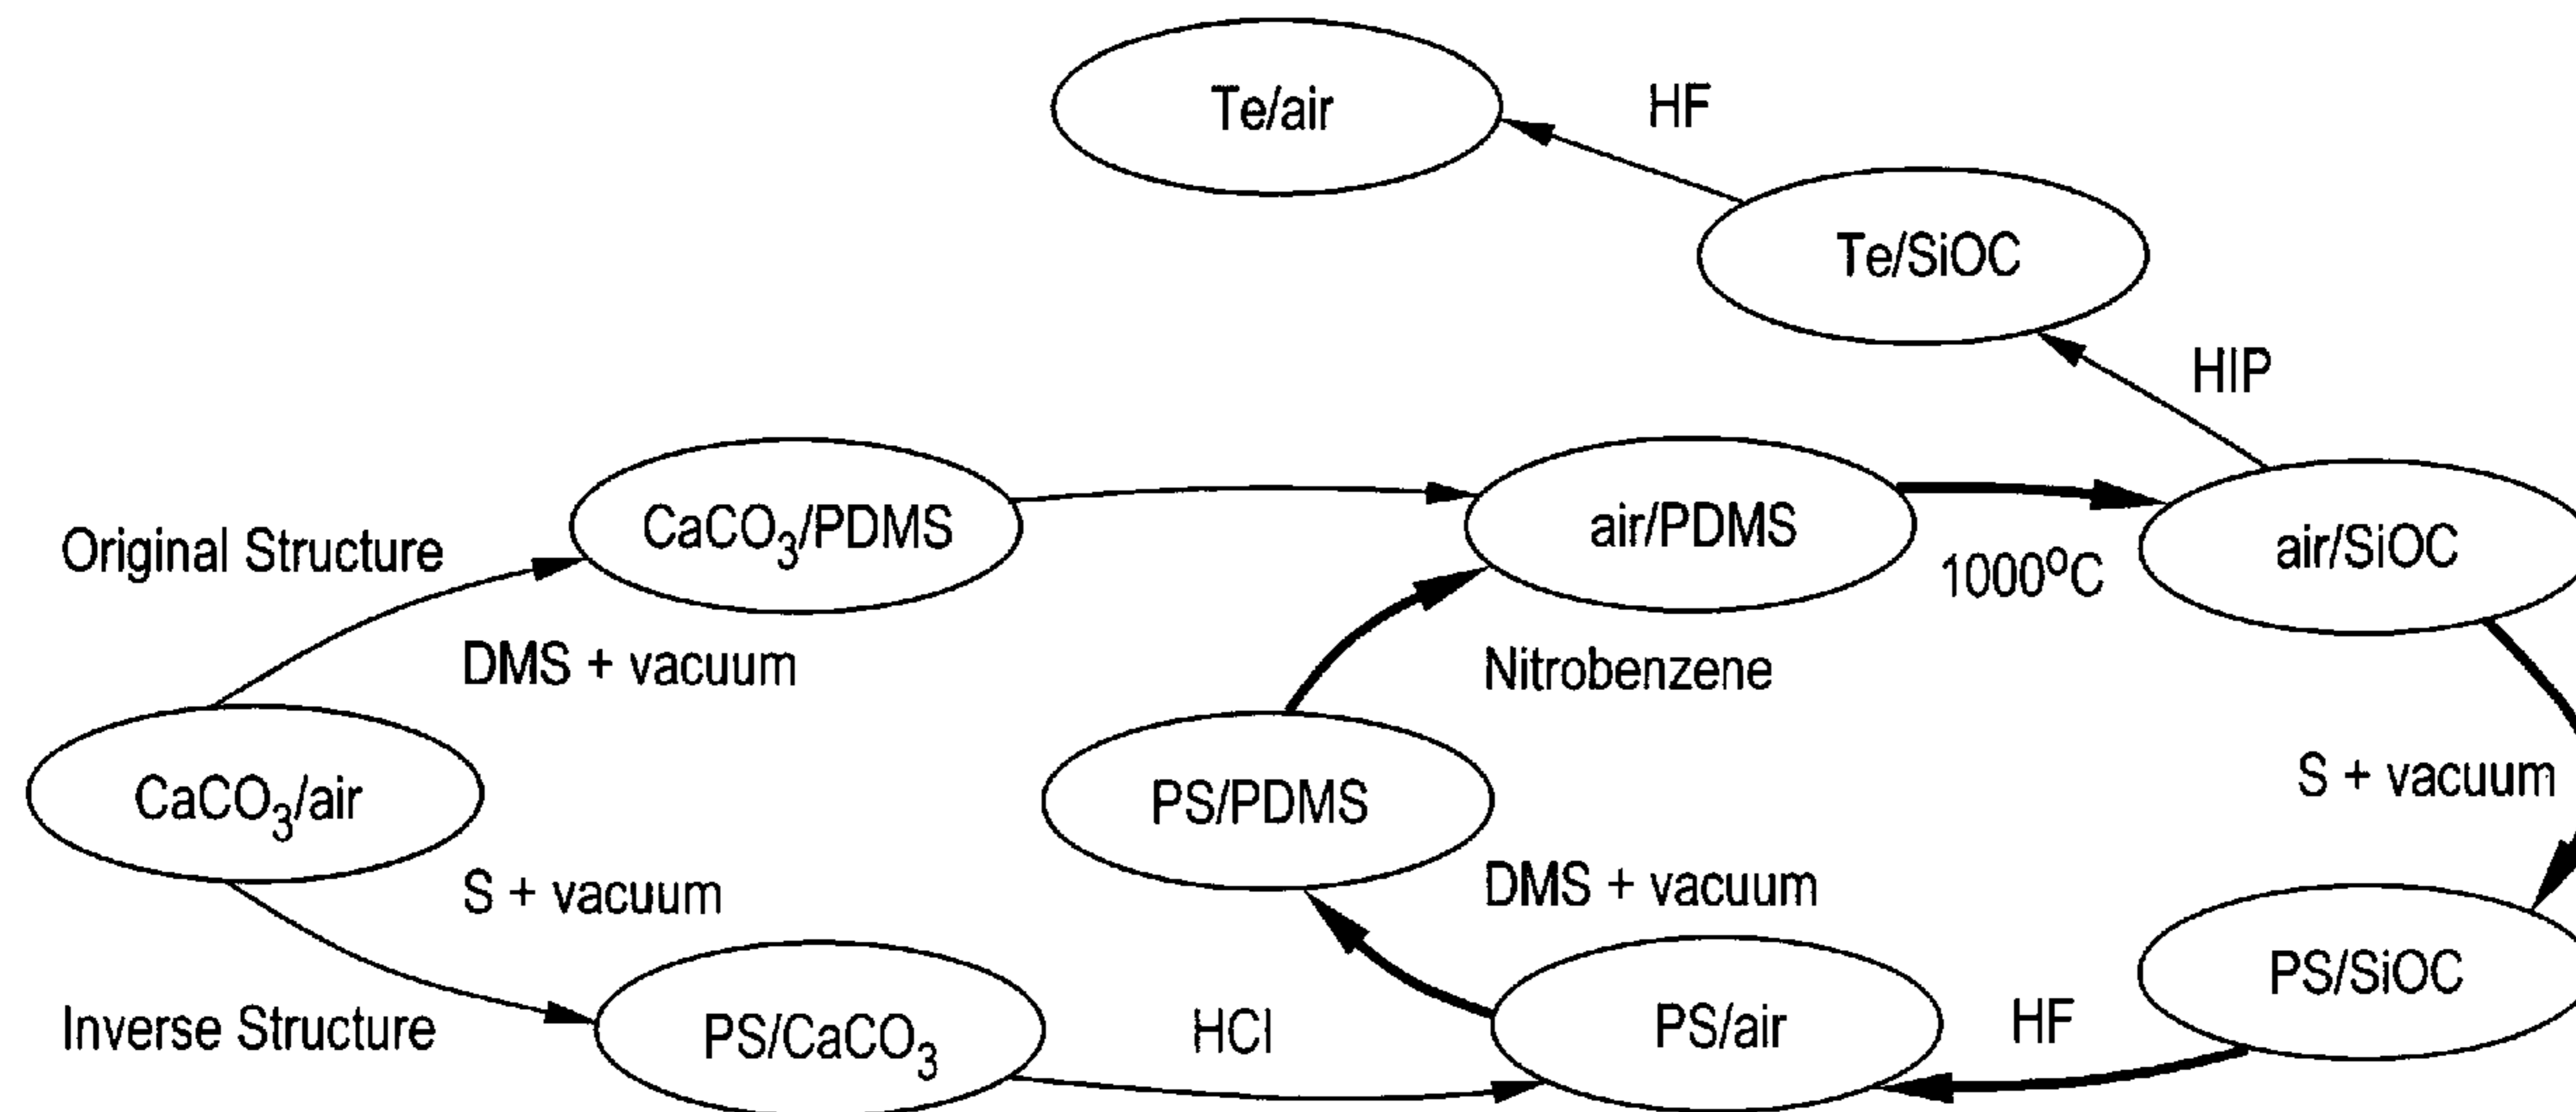 Te/air
HF
Te/SiOC
HIP
Original Structure
CaCO₃/PDMS
air/PDMS
1000ºC
air/SiOC
DMS + vacuum
Nitrobenzene
CaCO₃/air
PS/PDMS
S + vacuum
S + vacuum
DMS + vacuum
Inverse Structure
PS/CaCO₃
HCl
PS/air
HF
PS/SiOC